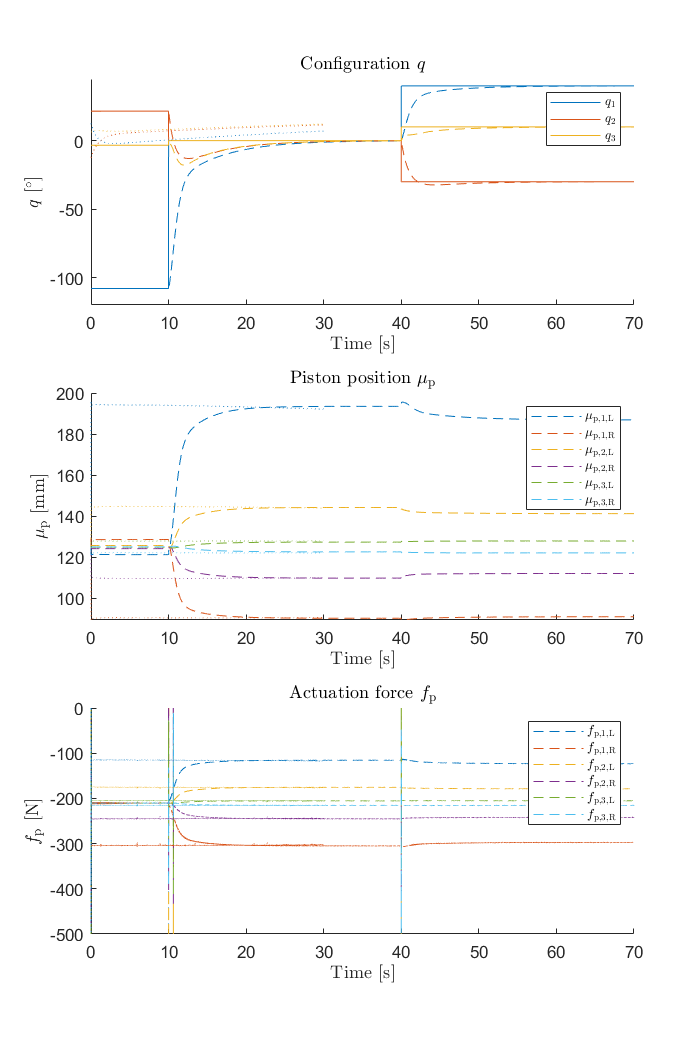 Configuration q
0
-50
-100
q [°]
q₁
q₂
q₃
0 10 20 30 40 50 60 70
Time [s]
Piston position μₚ
200
180
160
140
120
100
μₚ [mm]
μp,1,L
μp,1,R
μp,2,L
μp,2,R
μp,3,L
μp,3,R
0 10 20 30 40 50 60 70
Time [s]
Actuation force fₚ
0
-100
-200
-300
-400
-500
fₚ [N]
fp,1,L
fp,1,R
fp,2,L
fp,2,R
fp,3,L
fp,3,R
0 10 20 30 40 50 60 70
Time [s]